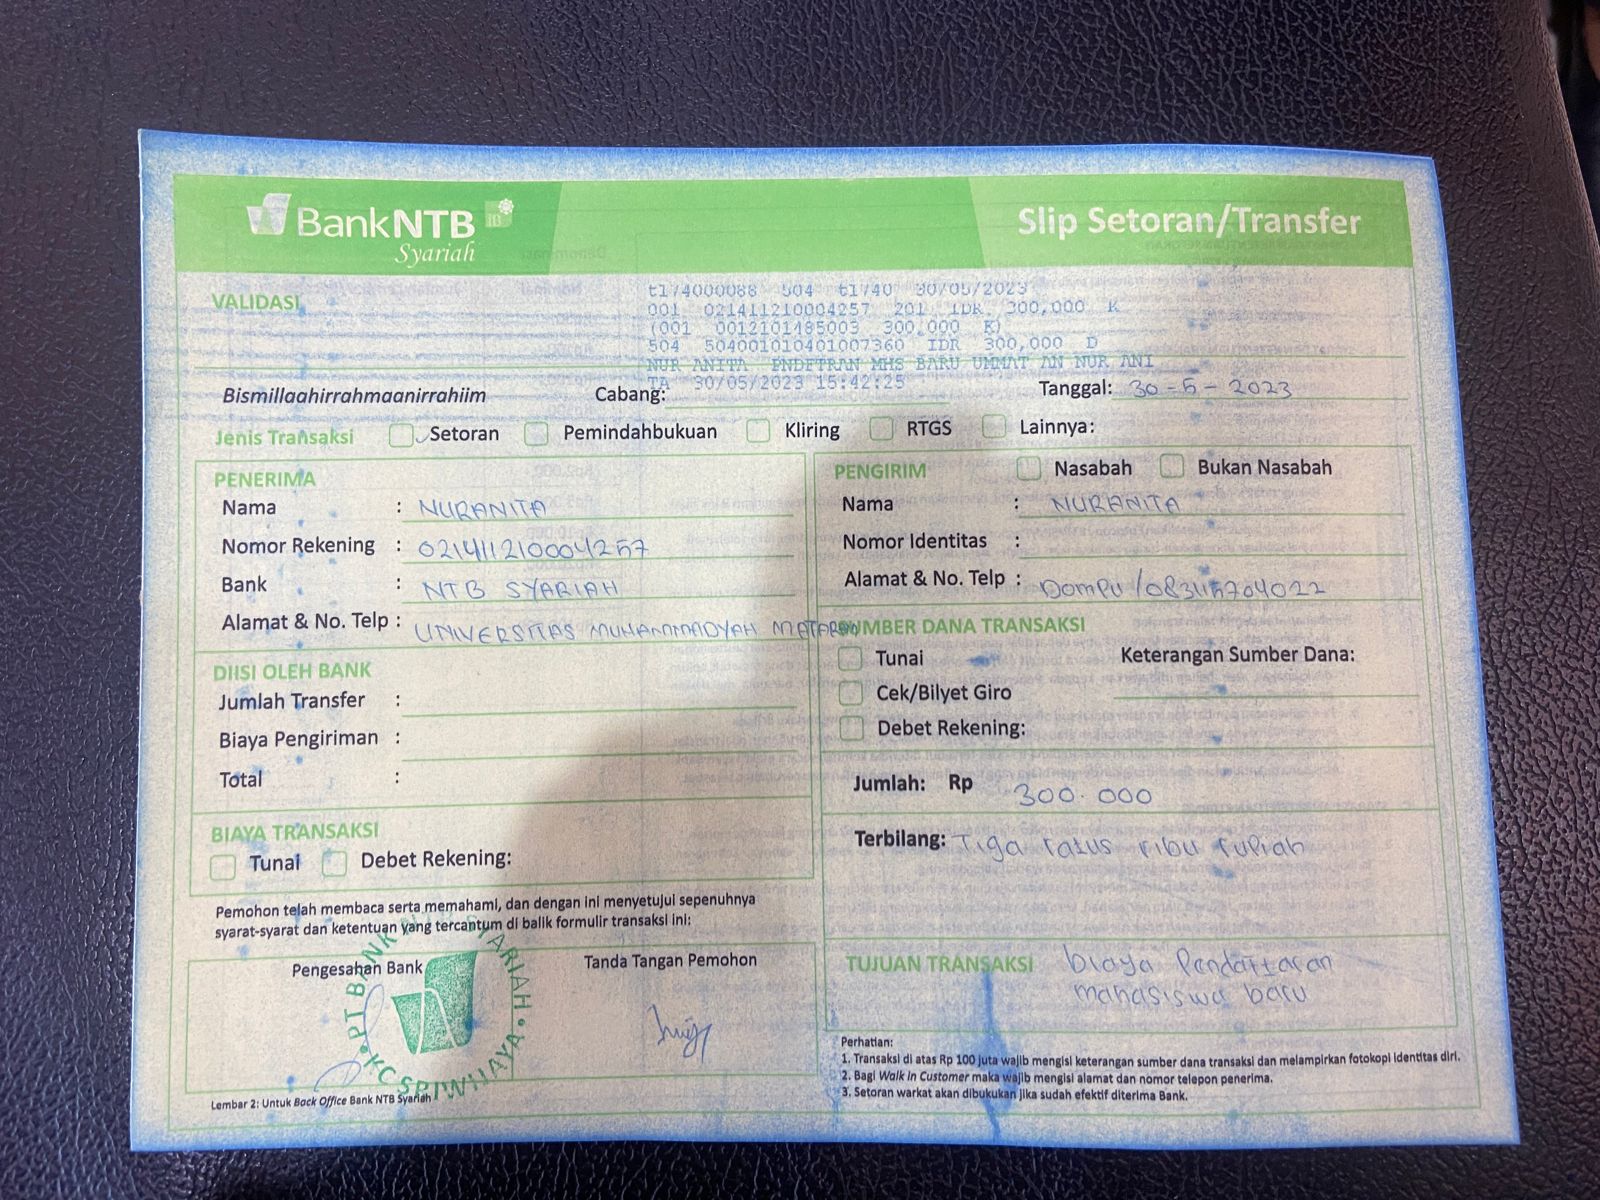 BankNTB
Syariah
Slip Setoran/Transfer
VALIDASI
t174000088 504 t1740 30/05/2023
001 021411210004257 201 IDR 300,000 K
(001 0012101485003 300.000 K)
504 504001010401007360 IDR 300,000 D
NUR ANITA PNDFTRAN MHS BARU UMMAT AN NUR ANI
TA 30/05/2023 15:42:25
Bismillaahirrahmaanirrahiim Cabang: Tanggal: 30-5-2023
Jenis Transaksi Setoran Pemindahbukuan Kliring RTGS Lainnya:
PENERIMA
Nama : NURANITA
Nomor Rekening : 021411210004257
Bank : NTB SYARIAH
Alamat & No. Telp : UNIVERSITAS MUHAMMADYAH MATARAM
DIISI OLEH BANK
Jumlah Transfer :
Biaya Pengiriman :
Total :
BIAYA TRANSAKSI
Tunai Debet Rekening:
Pemohon telah membaca serta memahami, dan dengan ini menyetujui sepenuhnya
syarat-syarat dan ketentuan yang tercantum di balik formulir transaksi ini:
Pengesahan Bank Tanda Tangan Pemohon
PT BANK NTB SYARIAH
KC SRIWIJAYA
Lembar 2: Untuk Back Office Bank NTB Syariah
PENGIRIM Nasabah Bukan Nasabah
Nama : NURANITA
Nomor Identitas :
Alamat & No. Telp : Dompu /
SUMBER DANA TRANSAKSI
Tunai Keterangan Sumber Dana:
Cek/Bilyet Giro
Debet Rekening:
Jumlah: Rp 300.000
Terbilang: Tiga ratus ribu rupiah
TUJUAN TRANSAKSI biaya Pendaftaran
mahasiswa baru
Perhatian:
1. Transaksi di atas Rp 100 juta wajib mengisi keterangan sumber dana transaksi dan melampirkan fotokopi identitas diri.
2. Bagi Walk in Customer maka wajib mengisi alamat dan nomor telepon penerima.
3. Setoran warkat akan dibukukan jika sudah efektif diterima Bank.